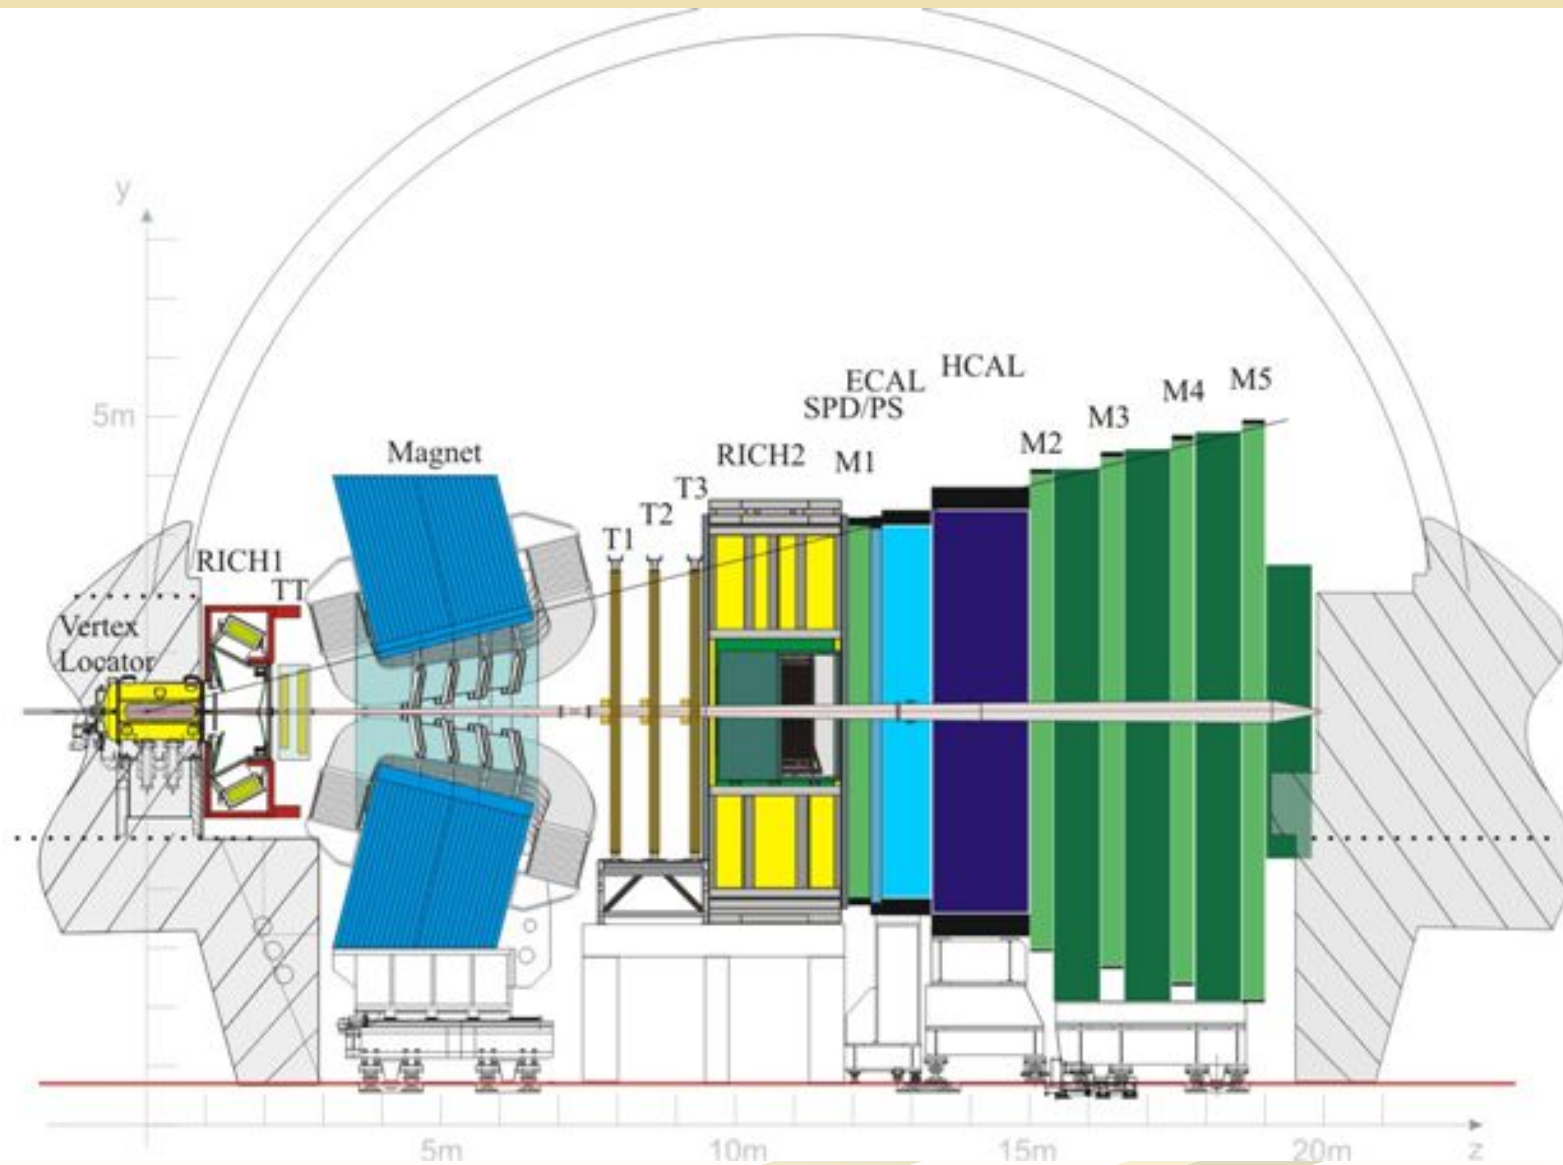 y
5m
HCAL
ECAL
SPD/PS
M5
M4
M3
M2
M1
RICH2
Magnet
T3
T2
T1
RICH1
TT
Vertex
Locator
5m
10m
15m
20m
z